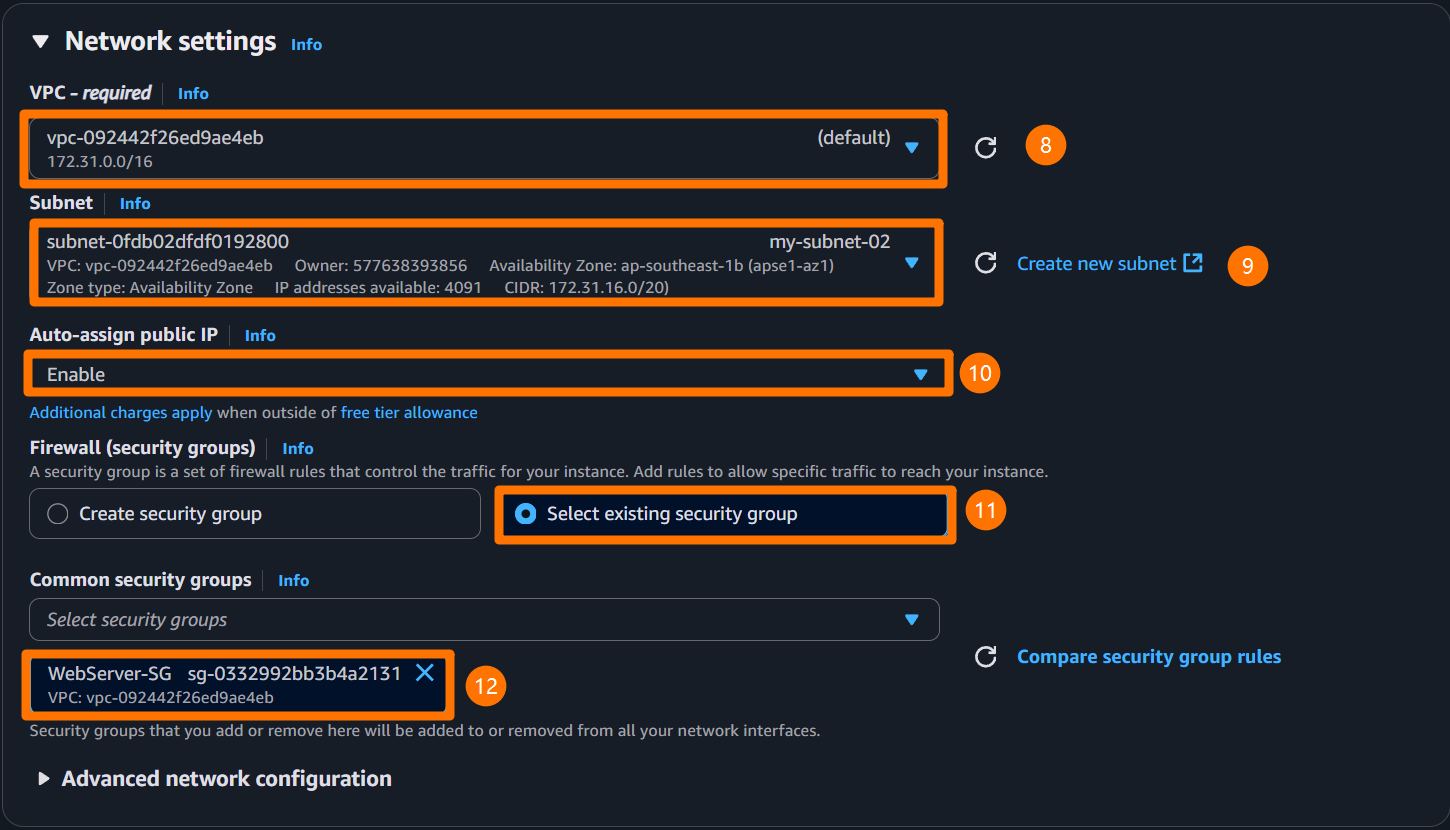 Network settings Info
VPC – required Info
vpc-092442f26ed9ae4eb (default)
172.31.0.0/16
8
Subnet Info
subnet-0fdb02dfdf0192800 my-subnet-02
VPC: vpc-092442f26ed9ae4eb Owner: 577638393856 Availability Zone: ap-southeast-1b (apse1-az1)
Zone type: Availability Zone IP addresses available: 4091 CIDR: 172.31.16.0/20)
Create new subnet
9
Auto-assign public IP Info
Enable
10
Additional charges apply when outside of free tier allowance
Firewall (security groups) Info
A security group is a set of firewall rules that control the traffic for your instance. Add rules to allow specific traffic to reach your instance.
Create security group
Select existing security group
11
Common security groups Info
Select security groups
WebServer-SG sg-0332992bb3b4a2131
VPC: vpc-092442f26ed9ae4eb
12
Compare security group rules
Security groups that you add or remove here will be added to or removed from all your network interfaces.
Advanced network configuration